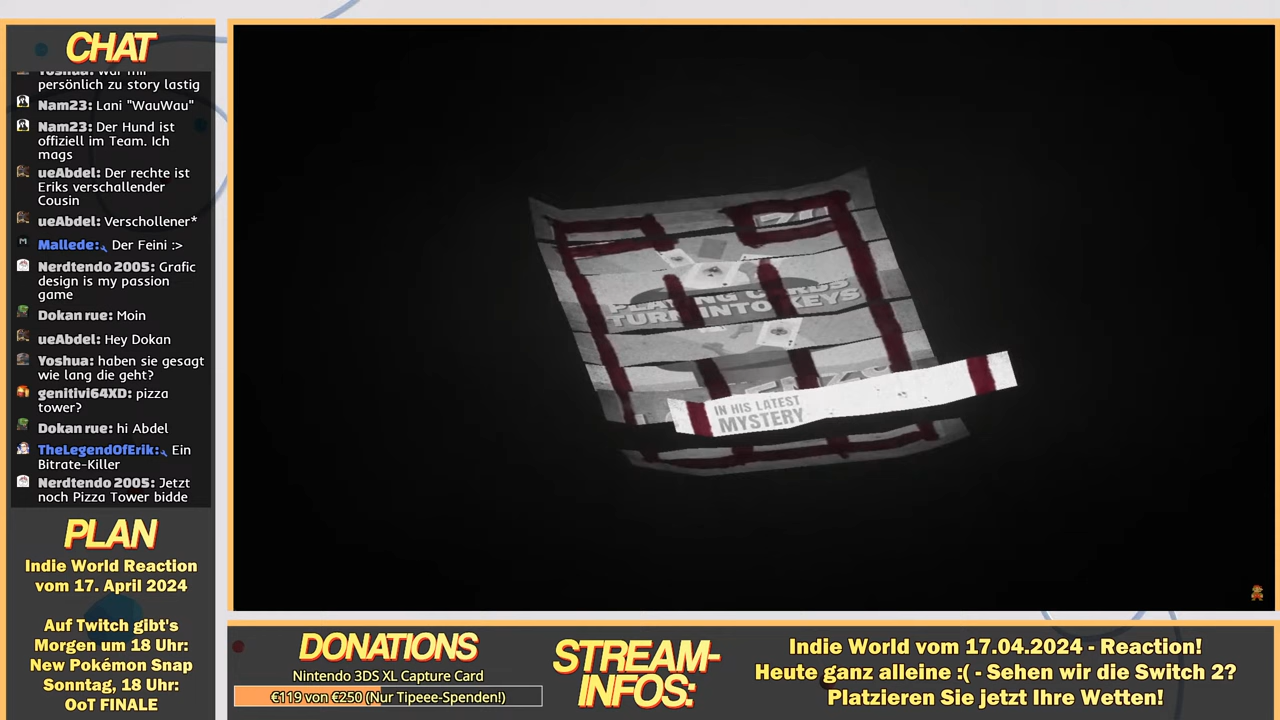 CHAT
Yoshua: War mir
persönlich zu story lastig
Nam23: Lani "WauWau"
Nam23: Der Hund ist
offiziell im Team. Ich
mags
ueAbdel: Der rechte ist
Eriks verschallender
Cousin
ueAbdel: Verschollener*
Mallede: Der Feini :>
Nerdtendo 2005: Grafic
design is my passion
game
Dokan rue: Moin
ueAbdel: Hey Dokan
Yoshua: haben sie gesagt
wie lang die geht?
genitivi64XD: pizza
tower?
Dokan rue: hi Abdel
TheLegendOfErik: Ein
Bitrate-Killer
Nerdtendo 2005: Jetzt
noch Pizza Tower bidde
PLAN
Indie World Reaction
vom 17. April 2024
Auf Twitch gibt's
Morgen um 18 Uhr:
New Pokémon Snap
Sonntag, 18 Uhr:
OoT FINALE
PLAYING CARDS
TURN INTO KEYS
IN HIS LATEST
MYSTERY
DONATIONS
Nintendo 3DS XL Capture Card
€119 von €250 (Nur Tipeee-Spenden!)
STREAM-
INFOS:
Indie World vom 17.04.2024 - Reaction!
Heute ganz alleine :( - Sehen wir die Switch 2?
Platzieren Sie jetzt Ihre Wetten!